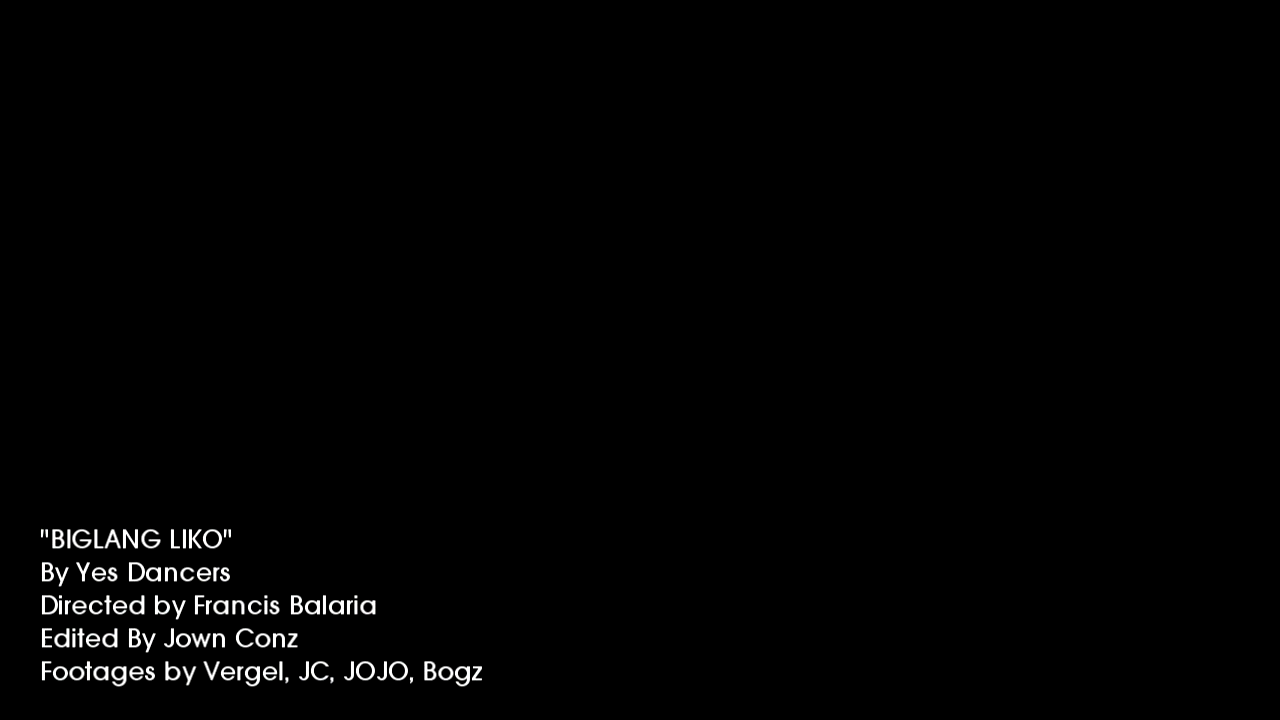 "BIGLANG LIKO"
By Yes Dancers
Directed by Francis Balaria
Edited By Jown Conz
Footages by Vergel, JC, JOJO, Bogz